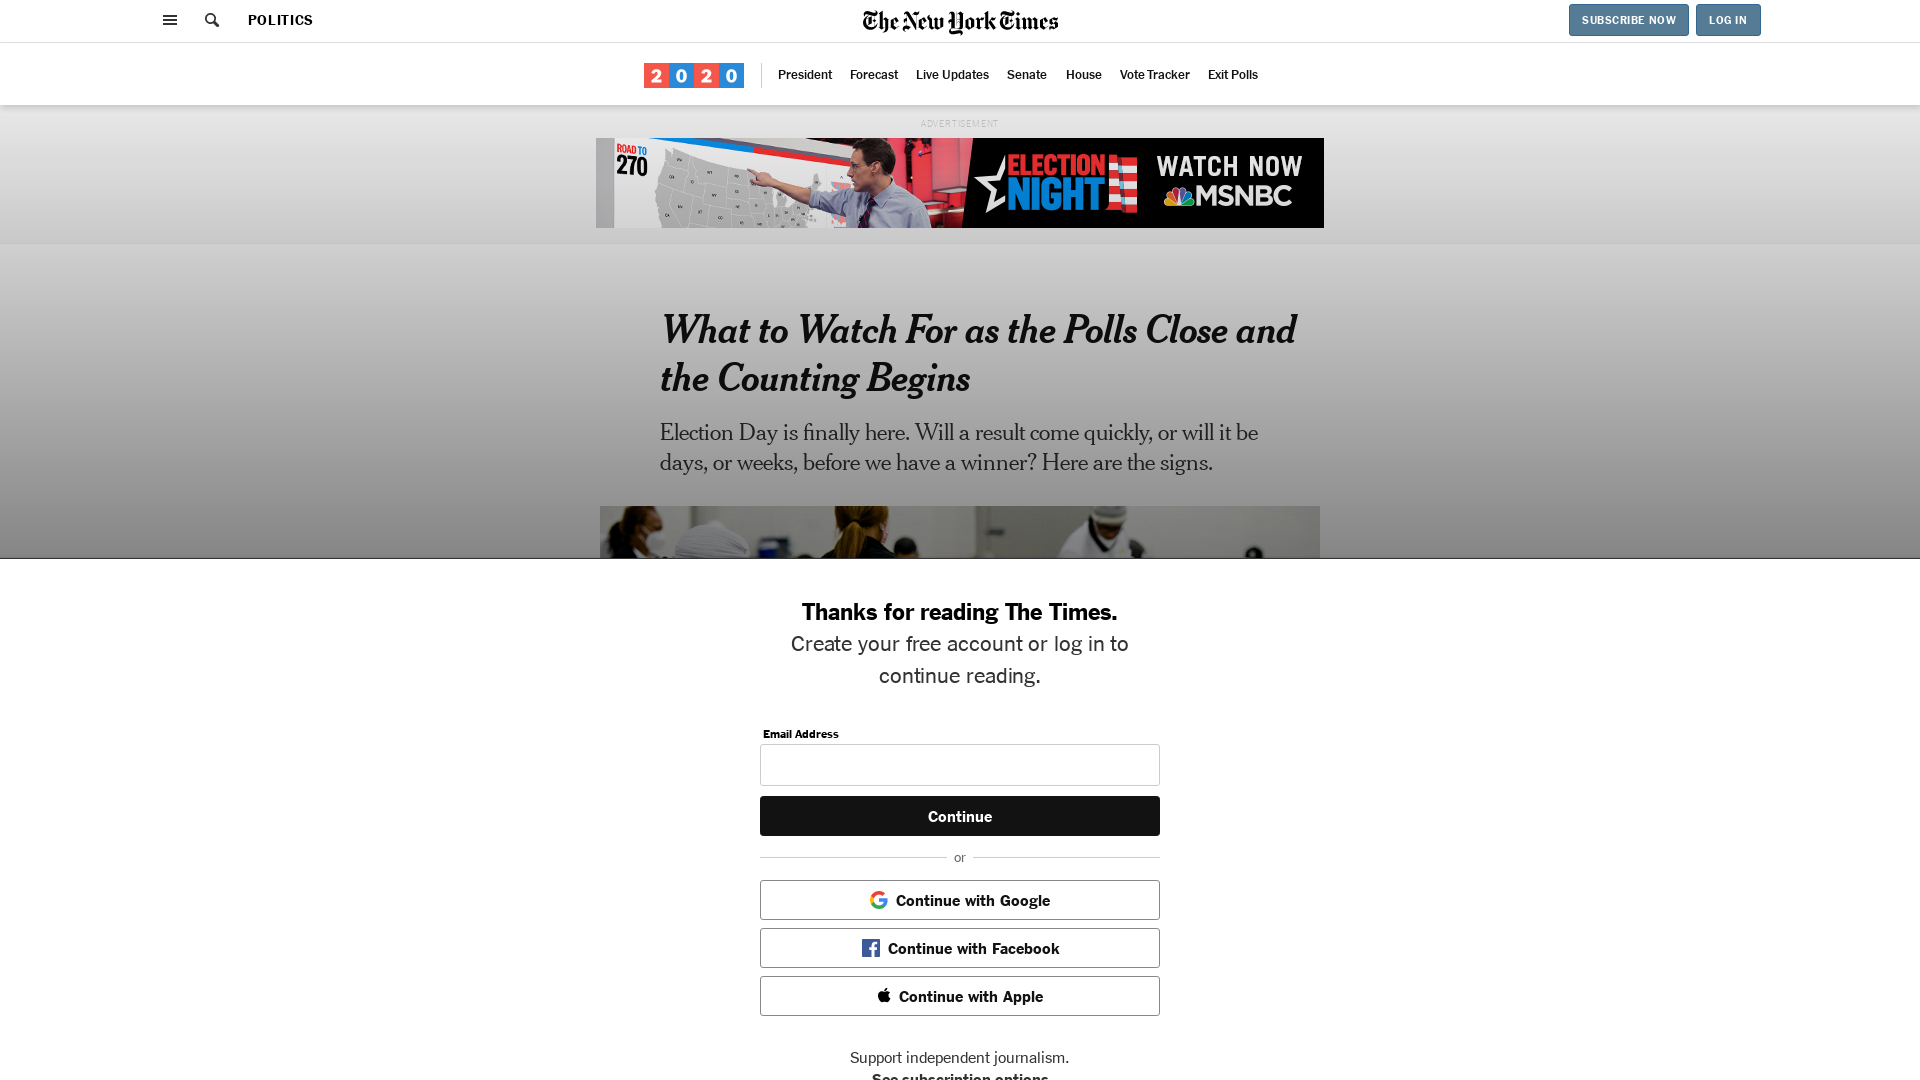 POLITICS
The New York Times
SUBSCRIBE NOW
LOG IN
2020
President
Forecast
Live Updates
Senate
House
Vote Tracker
Exit Polls
ADVERTISEMENT
ROAD TO
270
ELECTION
NIGHT
WATCH NOW
MSNBC
What to Watch For as the Polls Close and
the Counting Begins
Election Day is finally here. Will a result come quickly, or will it be
days, or weeks, before we have a winner? Here are the signs.
Thanks for reading The Times.
Create your free account or log in to
continue reading.
Email Address
Continue
or
Continue with Google
Continue with Facebook
Continue with Apple
Support independent journalism.
See subscription options.